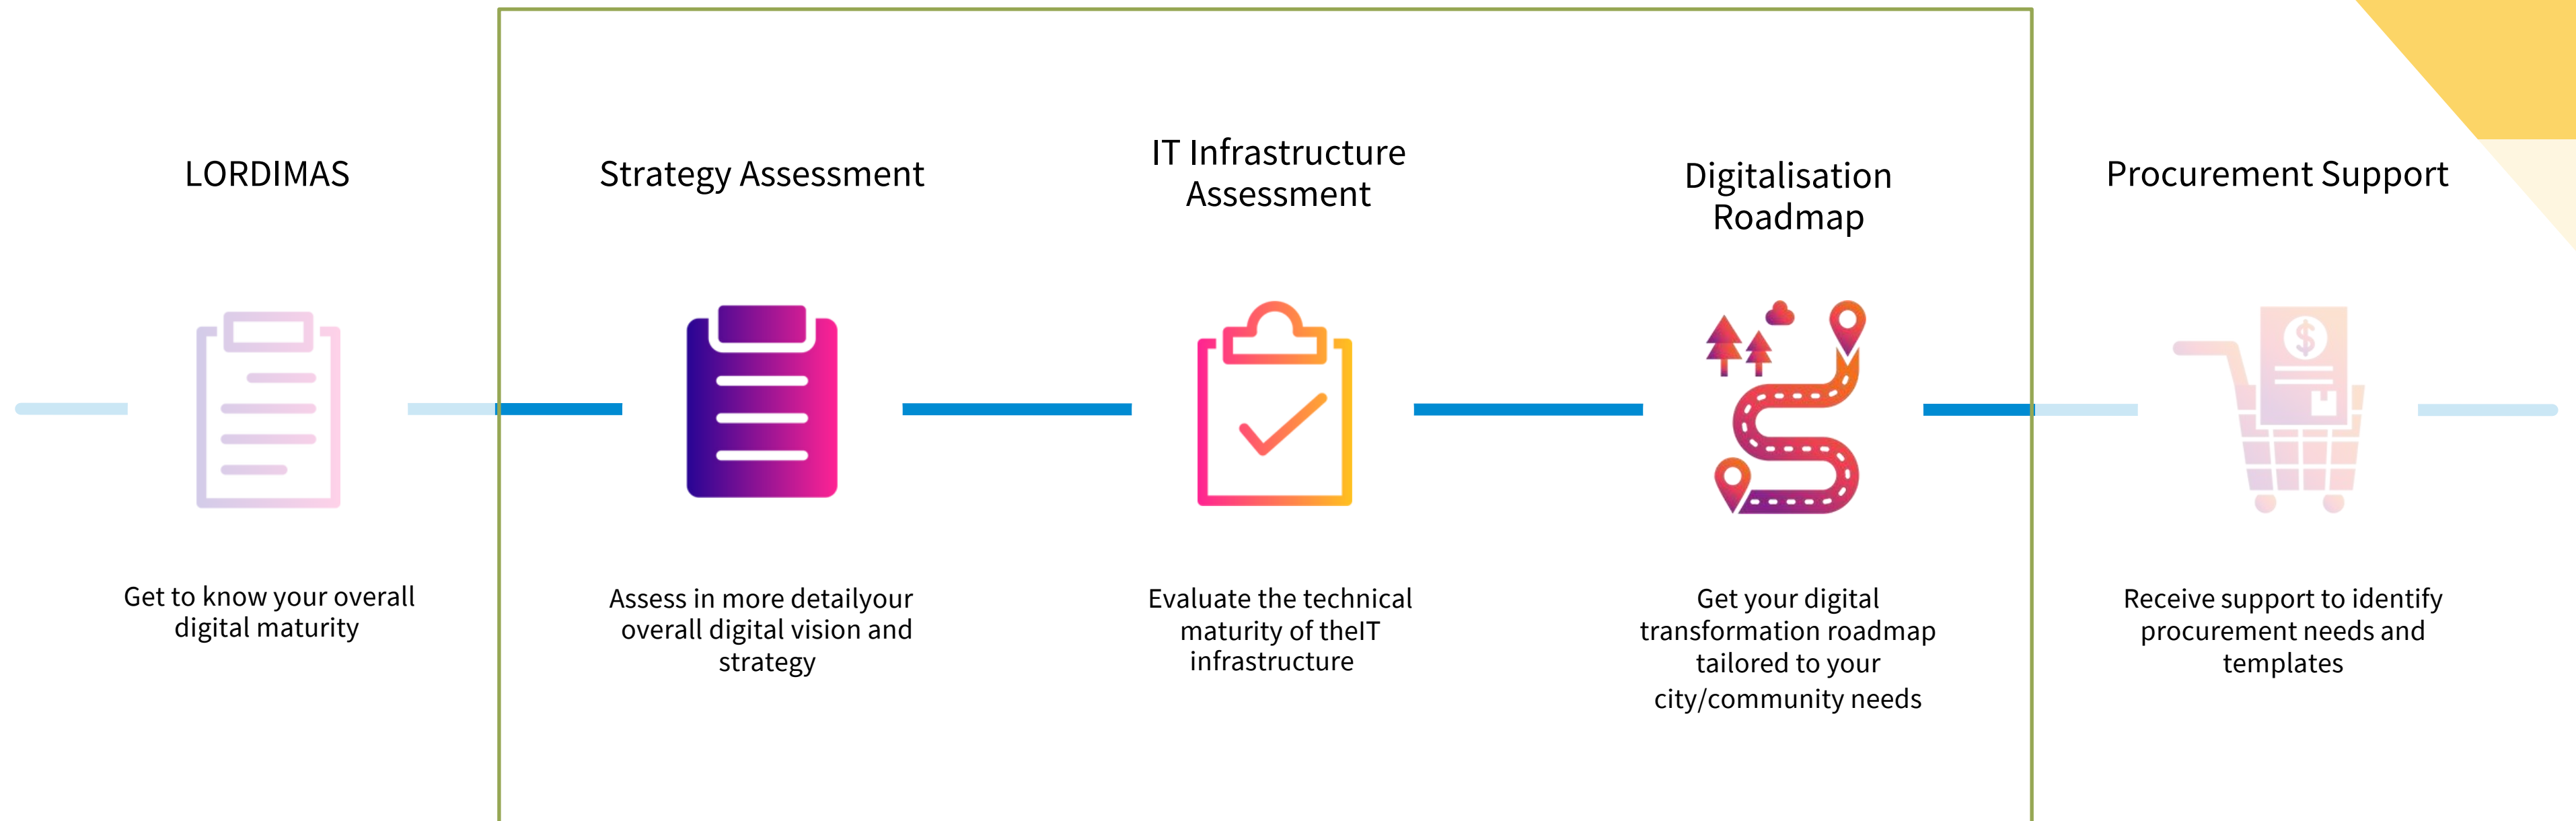 LORDIMAS
Get to know your overall
digital maturity
Strategy Assessment
Assess in more detailyour
overall digital vision and
strategy
IT Infrastructure
Assessment
Evaluate the technical
maturity of theIT
infrastructure
Digitalisation
Roadmap
Get your digital
transformation roadmap
tailored to your
city/community needs
Procurement Support
$
Receive support to identify
procurement needs and
templates